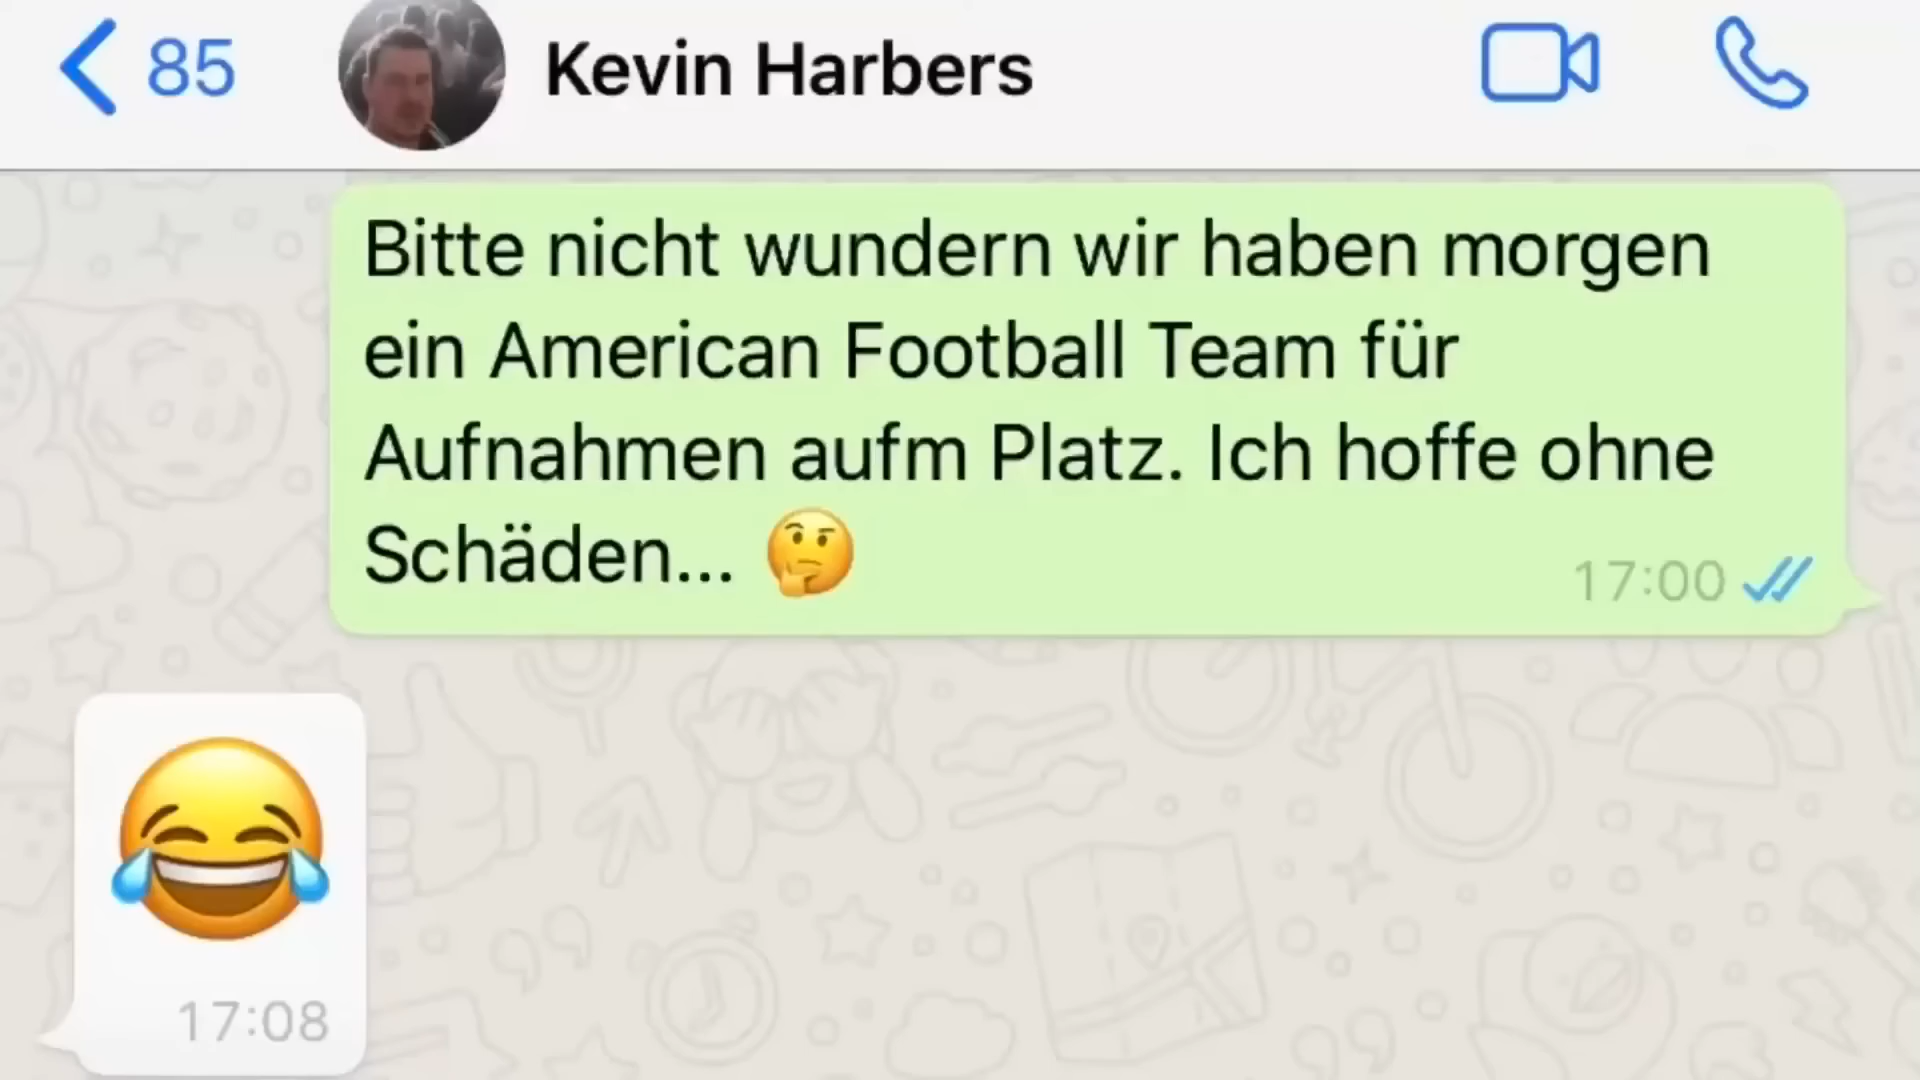 85 Kevin Harbers
Bitte nicht wundern wir haben morgen
ein American Football Team für
Aufnahmen aufm Platz. Ich hoffe ohne
Schäden... 🤔
17:00
😂
17:08